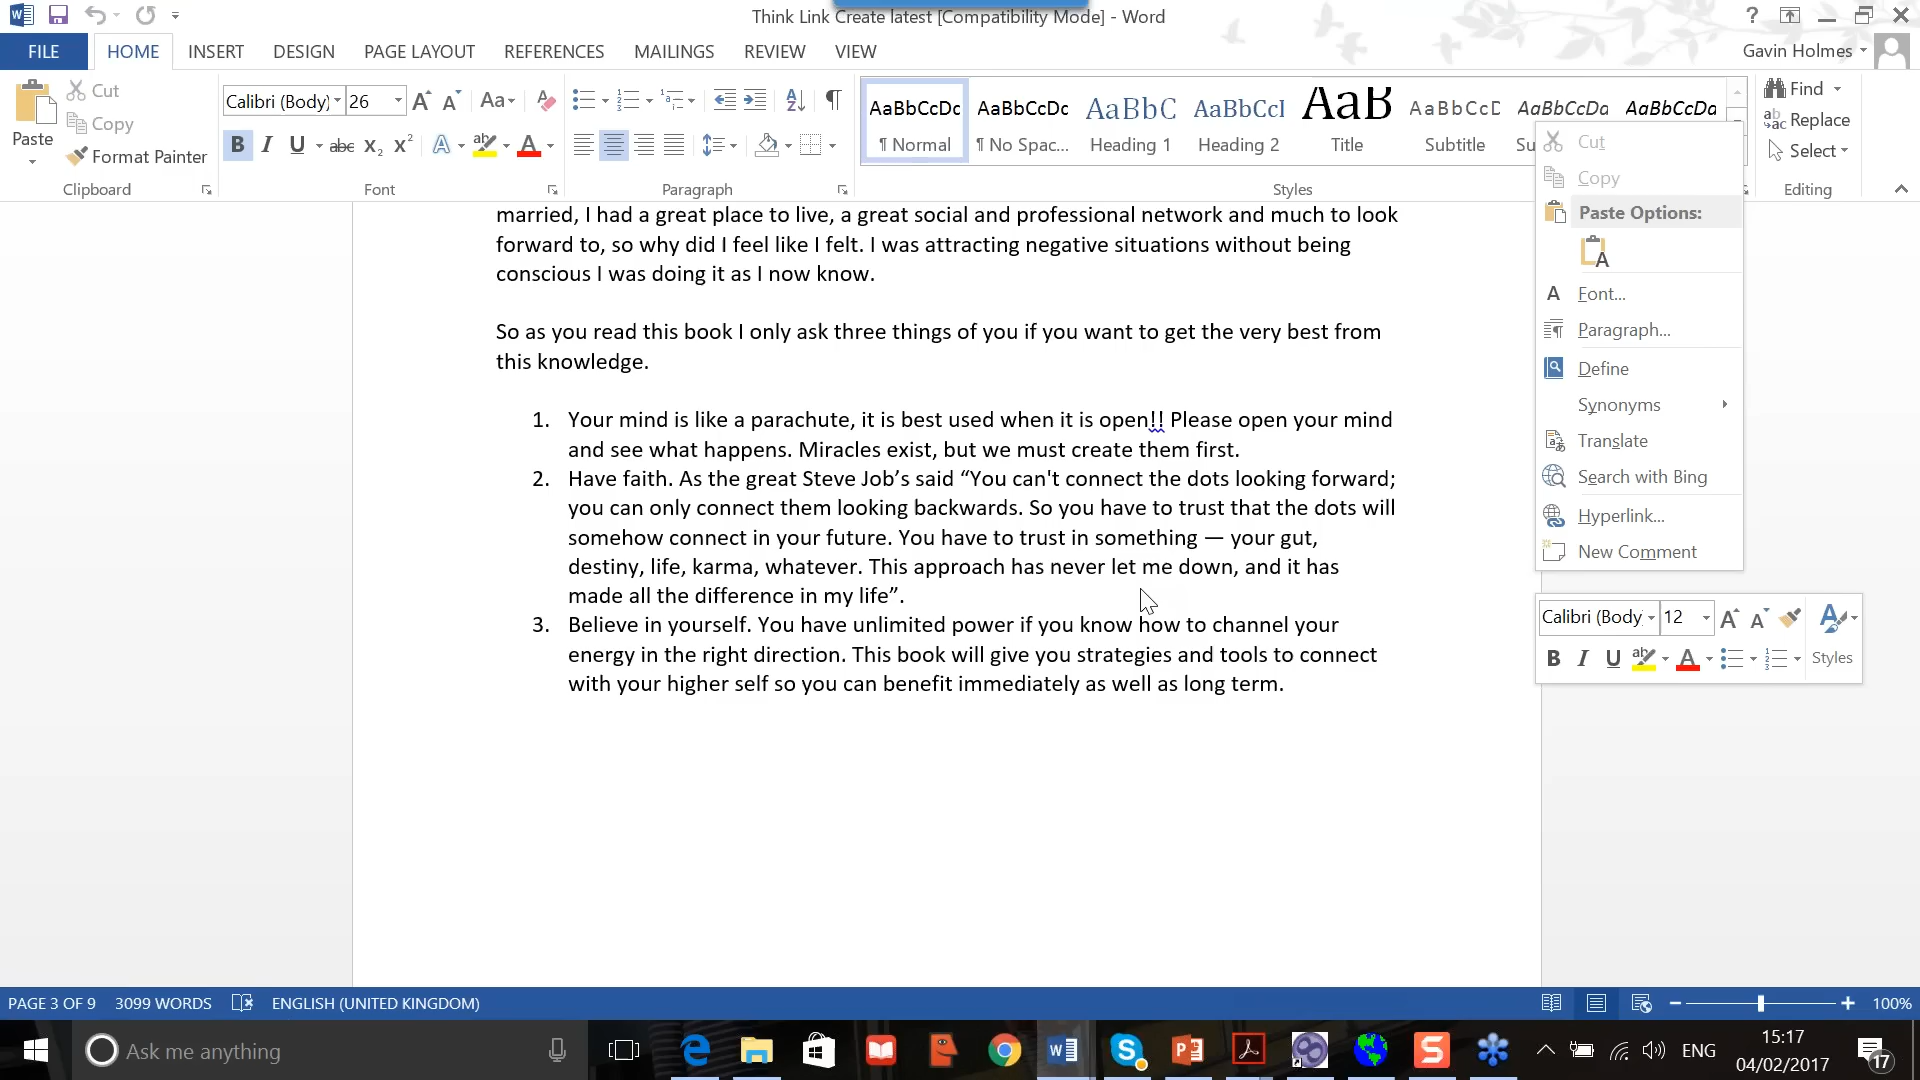 Think Link Create latest [Compatibility Mode] - Word
?
FILE HOME INSERT DESIGN PAGE LAYOUT REFERENCES MAILINGS REVIEW VIEW
Gavin Holmes
Paste
Cut
Copy
Format Painter
Clipboard
Calibri (Body) 26
Font
Paragraph
AaBbCcDc AaBbCcDc AaBbC AaBbCcI AaB AaBbCcD AaBbCcDa AaBbCcDa
¶ Normal ¶ No Spac... Heading 1 Heading 2 Title Subtitle Su
Styles
Find
Replace
Select
Editing
married, I had a great place to live, a great social and professional network and much to look
forward to, so why did I feel like I felt. I was attracting negative situations without being
conscious I was doing it as I now know.
So as you read this book I only ask three things of you if you want to get the very best from
this knowledge.
1. Your mind is like a parachute, it is best used when it is open!! Please open your mind
and see what happens. Miracles exist, but we must create them first.
2. Have faith. As the great Steve Job’s said “You can't connect the dots looking forward;
you can only connect them looking backwards. So you have to trust that the dots will
somehow connect in your future. You have to trust in something — your gut,
destiny, life, karma, whatever. This approach has never let me down, and it has
made all the difference in my life”.
3. Believe in yourself. You have unlimited power if you know how to channel your
energy in the right direction. This book will give you strategies and tools to connect
with your higher self so you can benefit immediately as well as long term.
Cut
Copy
Paste Options:
Font...
Paragraph...
Define
Synonyms
Translate
Search with Bing
Hyperlink...
New Comment
Calibri (Body 12
B I U Styles
PAGE 3 OF 9 3099 WORDS ENGLISH (UNITED KINGDOM) 100%
Ask me anything
ENG
15:17
04/02/2017
17